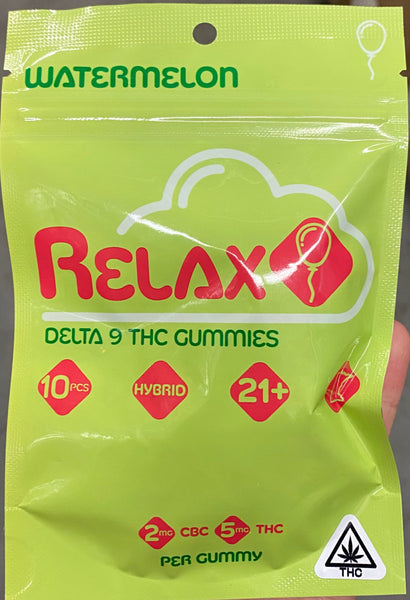 WATERMELON
RELAX
DELTA 9 THC GUMMIES
10 PCS HYBRID 21+
2mg CBC 5mg THC
PER GUMMY
THC